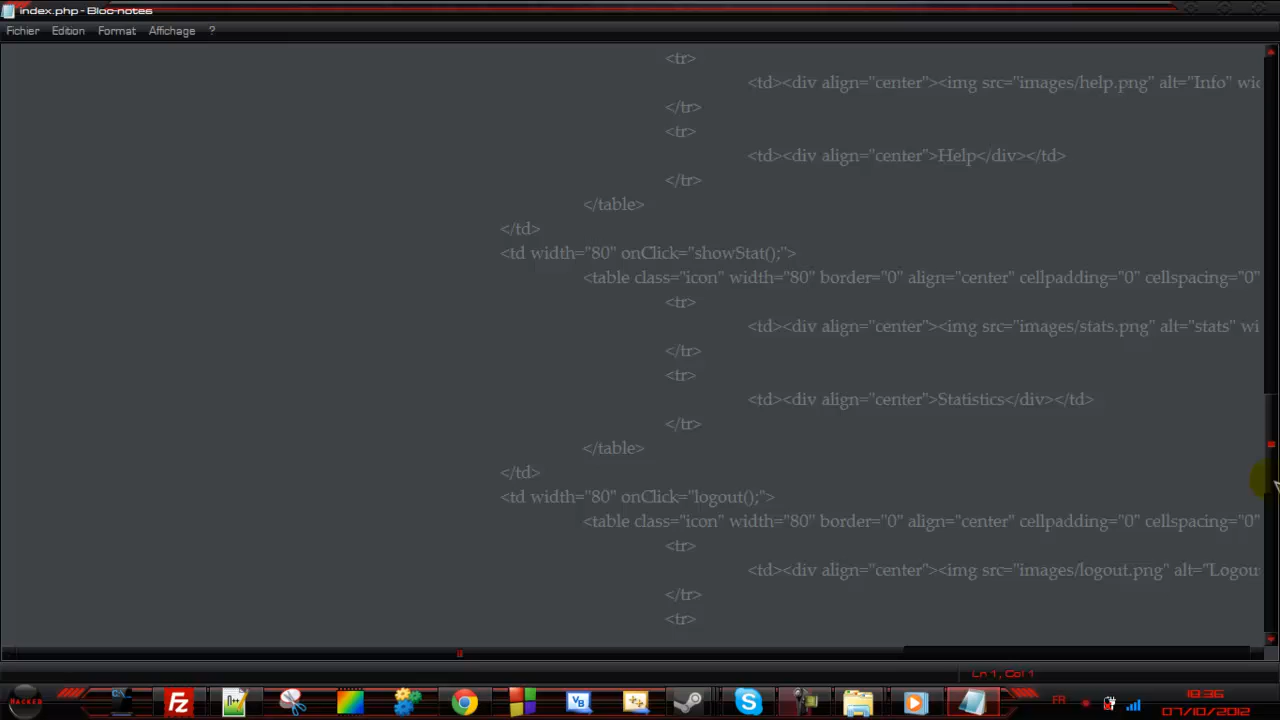 index.php - Bloc-notes
Fichier Edition Format Affichage ?
<tr>
<td><div align="center"><img src="images/help.png" alt="Info" wid
</tr>
<tr>
<td><div align="center">Help</div></td>
</tr>
</table>
</td>
<td width="80" onClick="showStat();">
<table class="icon" width="80" border="0" align="center" cellpadding="0" cellspacing="0"
<tr>
<td><div align="center"><img src="images/stats.png" alt="stats" wi
</tr>
<tr>
<td><div align="center">Statistics</div></td>
</tr>
</table>
</td>
<td width="80" onClick="logout();">
<table class="icon" width="80" border="0" align="center" cellpadding="0" cellspacing="0"
<tr>
<td><div align="center"><img src="images/logout.png" alt="Logou
</tr>
<tr>
Ln 1, Col 1
HACKED
FR
18:36
07/10/2012